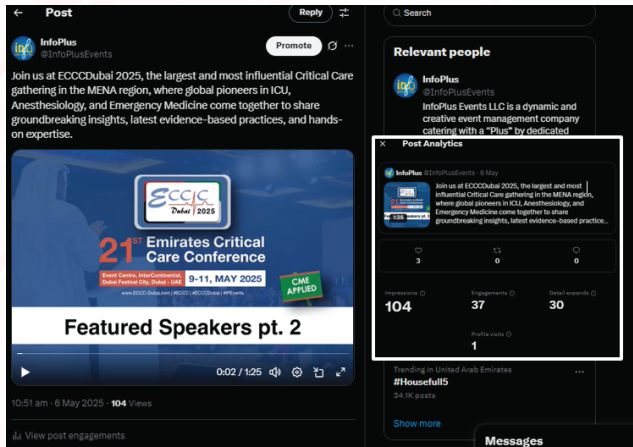 Post
Reply
InfoPlus
@InfoPlusEvents
Promote
Join us at ECCCDubai 2025, the largest and most influential Critical Care
gathering in the MENA region, where global pioneers in ICU,
Anesthesiology, and Emergency Medicine come together to share
groundbreaking insights, latest evidence-based practices, and hands-
on expertise.
ECCC
Dubai 2025
21ST Emirates Critical
Care Conference
Event Centre, InterContinental,
Dubai Festival City, Dubai - UAE
9-11, MAY 2025
CME
APPLIED
www.ECCC-Dubai.com | #ECCC | #ECCCDubai | #IPEvents
Featured Speakers pt. 2
0:02 / 1:25
10:51 am · 6 May 2025 · 104 Views
View post engagements
Search
Relevant people
InfoPlus
@InfoPlusEvents
InfoPlus Events LLC is a dynamic and
creative event management company
catering with a "Plus" by dedicated
Post Analytics
InfoPlus @InfoPlusEvents · 6 May
Join us at ECCCDubai 2025, the largest and most
influential Critical Care gathering in the MENA region,
where global pioneers in ICU, Anesthesiology, and
Emergency Medicine come together to share
groundbreaking insights, latest evidence-based practice...
1:25
3
0
0
Impressions
104
Engagements
37
Detail expands
30
Profile visits
1
Trending in United Arab Emirates
#Housefull5
34.1K posts
Show more
Messages